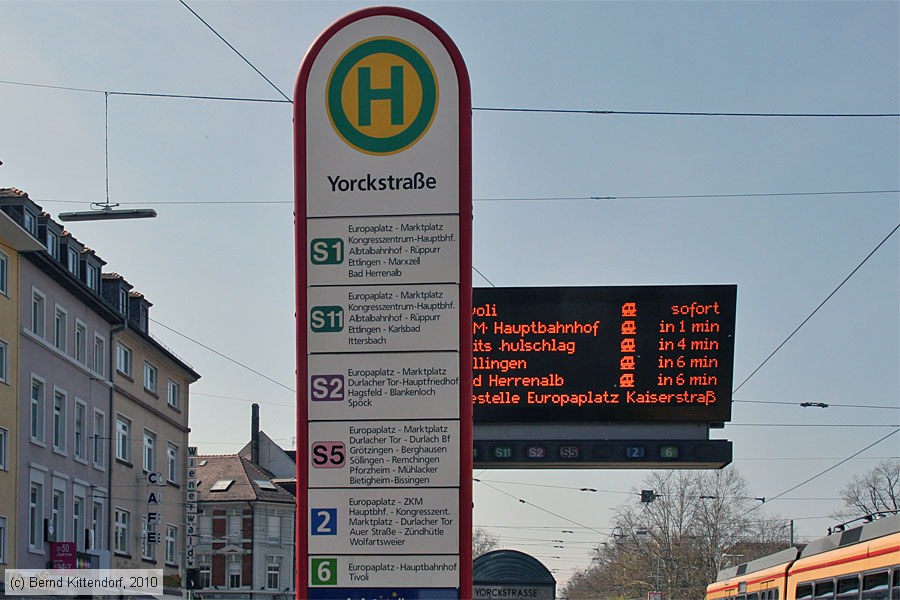 H
Yorckstraße
S1
Europaplatz - Marktplatz
Kongresszentrum-Hauptbhf.
Albtalbahnhof - Rüppurr
Ettlingen - Marxzell
Bad Herrenalb
S11
Europaplatz - Marktplatz
Kongresszentrum-Hauptbhf.
Albtalbahnhof - Rüppurr
Ettlingen - Karlsbad
Ittersbach
S2
Europaplatz - Marktplatz
Durlacher Tor-Hauptfriedhof
Hagsfeld - Blankenloch
Spöck
S5
Europaplatz - Marktplatz
Durlacher Tor - Durlach Bf
Grötzingen - Berghausen
Söllingen - Remchingen
Pforzheim - Mühlacker
Bietigheim-Bissingen
2
Europaplatz - ZKM
Hauptbhf. - Kongresszent.
Marktplatz - Durlacher Tor
Auer Straße - Zündhütle
Wolfartsweier
6
Europaplatz-Hauptbahnhof
Tivoli
voli sofort
KM Hauptbahnhof in 1 min
hulschlag in 4 min
llingen in 6 min
d Herrenalb in 6 min
estelle Europaplatz Kaiserstraß
S11 S2 S5 2 6
YORCKSTRASSE
CAFE
Wienerwald
50
(c) Bernd Kittendorf, 2010